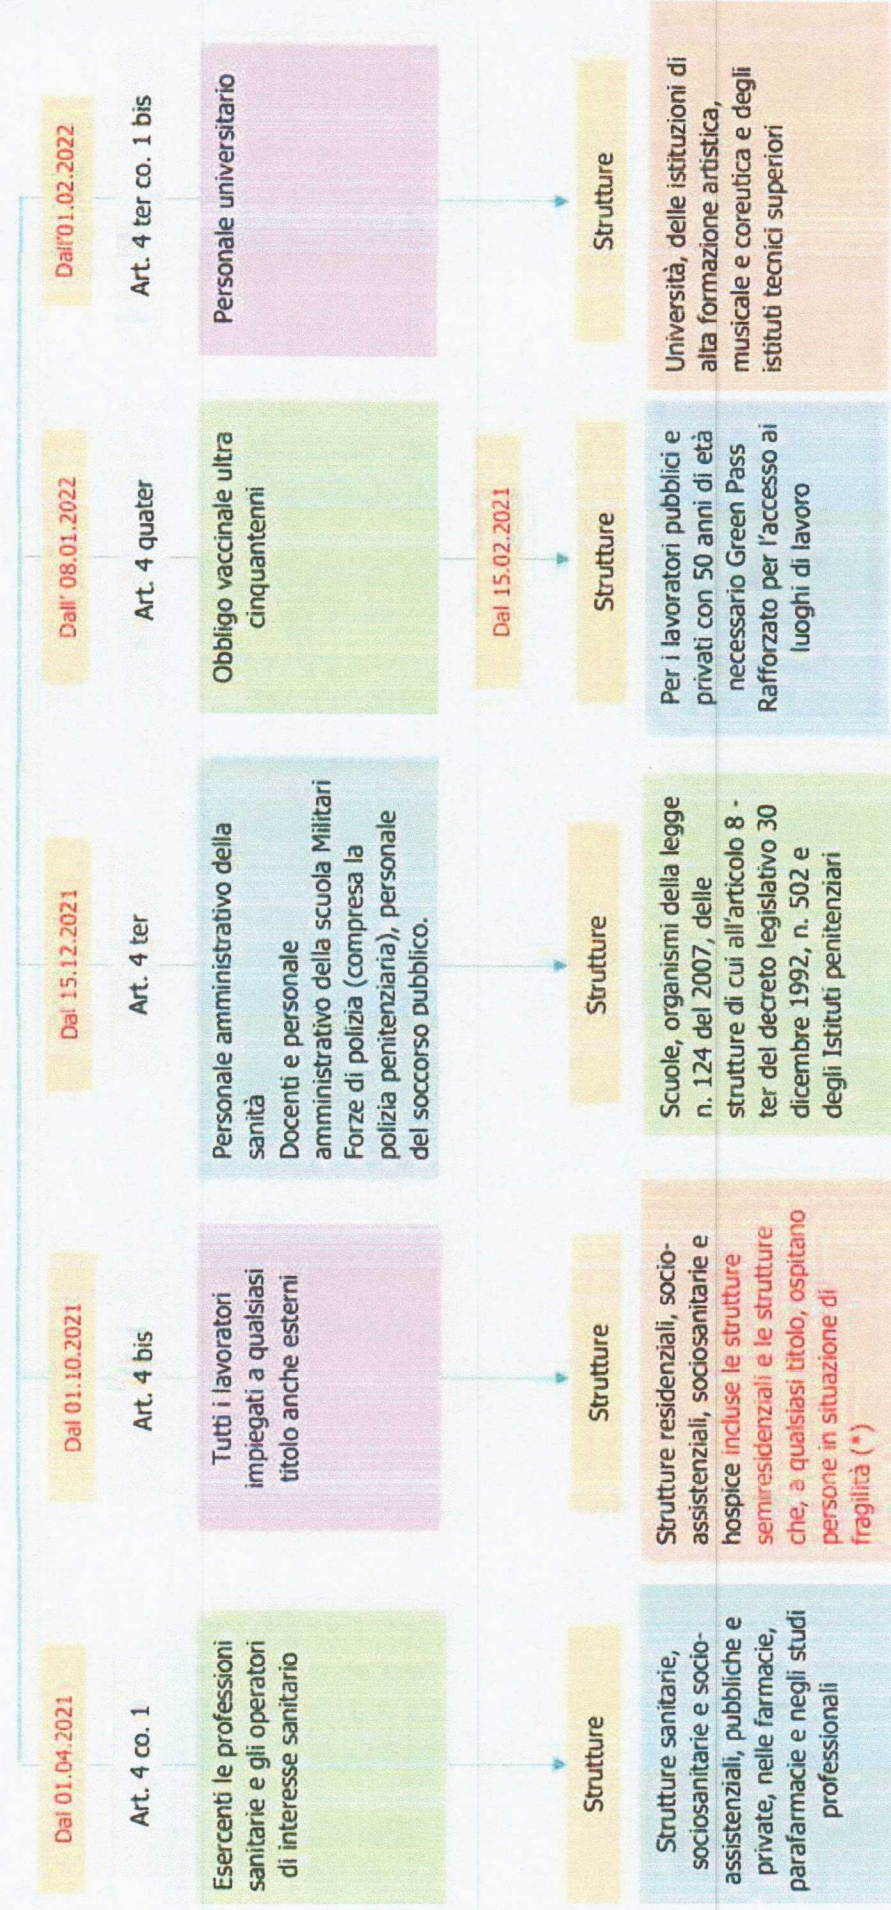 Dal 01.04.2021
Art. 4 co. 1
Esercenti le professioni
sanitarie e gli operatori
di interesse sanitario
Strutture
Strutture sanitarie,
sociosanitarie e socio-
assistenziali, pubbliche e
private, nelle farmacie,
parafarmacie e negli studi
professionali
Dal 01.10.2021
Art. 4 bis
Tutti i lavoratori
impiegati a qualsiasi
titolo anche esterni
Strutture
Strutture residenziali, socio-
assistenziali, sociosanitarie e
hospice incluse le strutture
semiresidenziali e le strutture
che, a qualsiasi titolo, ospitano
persone in situazione di
fragilità (*)
Dal 15.12.2021
Art. 4 ter
Personale amministrativo della
sanità
Docenti e personale
amministrativo della scuola Militari
Forze di polizia (compresa la
polizia penitenziaria), personale
del soccorso pubblico.
Strutture
Scuole, organismi della legge
n. 124 del 2007, delle
strutture di cui all'articolo 8 -
ter del decreto legislativo 30
dicembre 1992, n. 502 e
degli Istituti penitenziari
Dall' 08.01.2022
Art. 4 quater
Obbligo vaccinale ultra
cinquantenni
Dal 15.02.2021
Strutture
Per i lavoratori pubblici e
privati con 50 anni di età
necessario Green Pass
Rafforzato per l'accesso ai
luoghi di lavoro
Dall'01.02.2022
Art. 4 ter co. 1 bis
Personale universitario
Strutture
Università, delle istituzioni di
alta formazione artistica,
musicale e coreutica e degli
istituti tecnici superiori